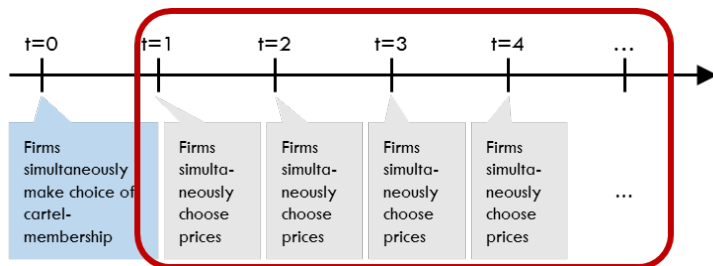 t=0 t=1 t=2 t=3 t=4 ...
Firms
simultaneously
make choice of
cartel-
membership
Firms
simulta-
neously
choose
prices
Firms
simulta-
neously
choose
prices
Firms
simulta-
neously
choose
prices
Firms
simulta-
neously
choose
prices
...